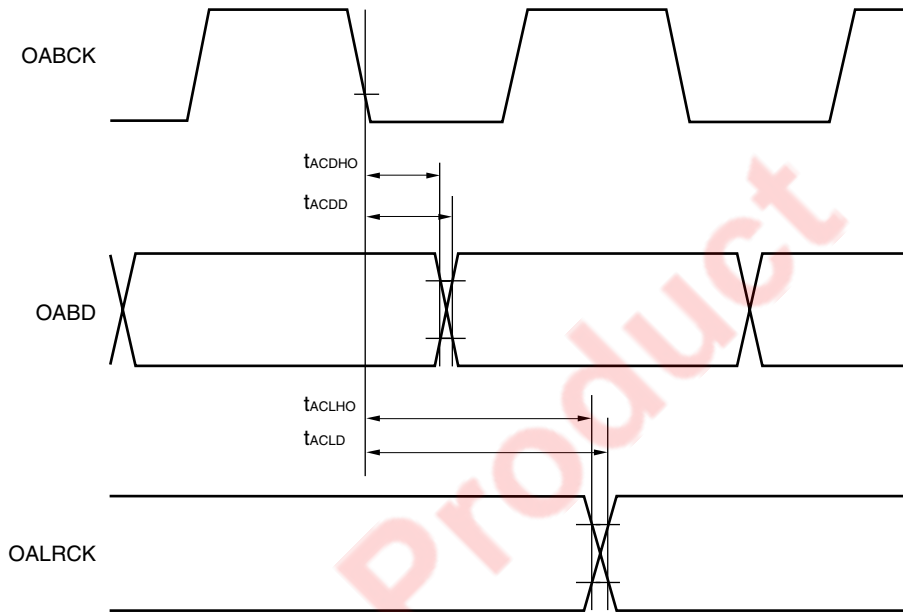 OABCK
tACDHO
tACDD
OABD
tACLHO
tACLD
OALRCK
Product